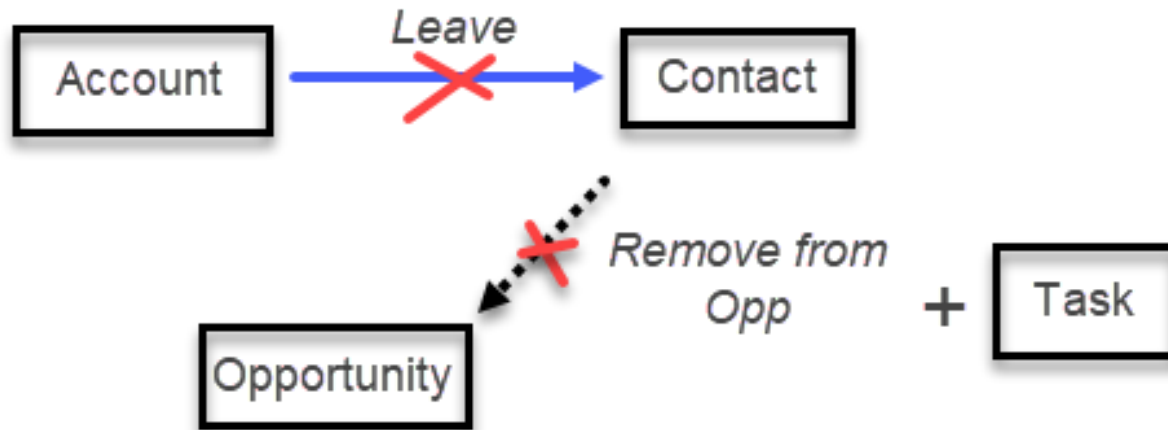 Leave
Account
Contact
Remove from
Opp
+
Task
Opportunity